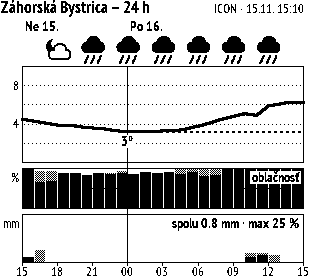 Záhorská Bystrica – 24 h ICON · 15.11. 15:10
Ne 15. Po 16.
8
4
3°
% oblačnosť
mm spolu 0.8 mm · max 25 %
15 18 21 00 03 06 09 12 15